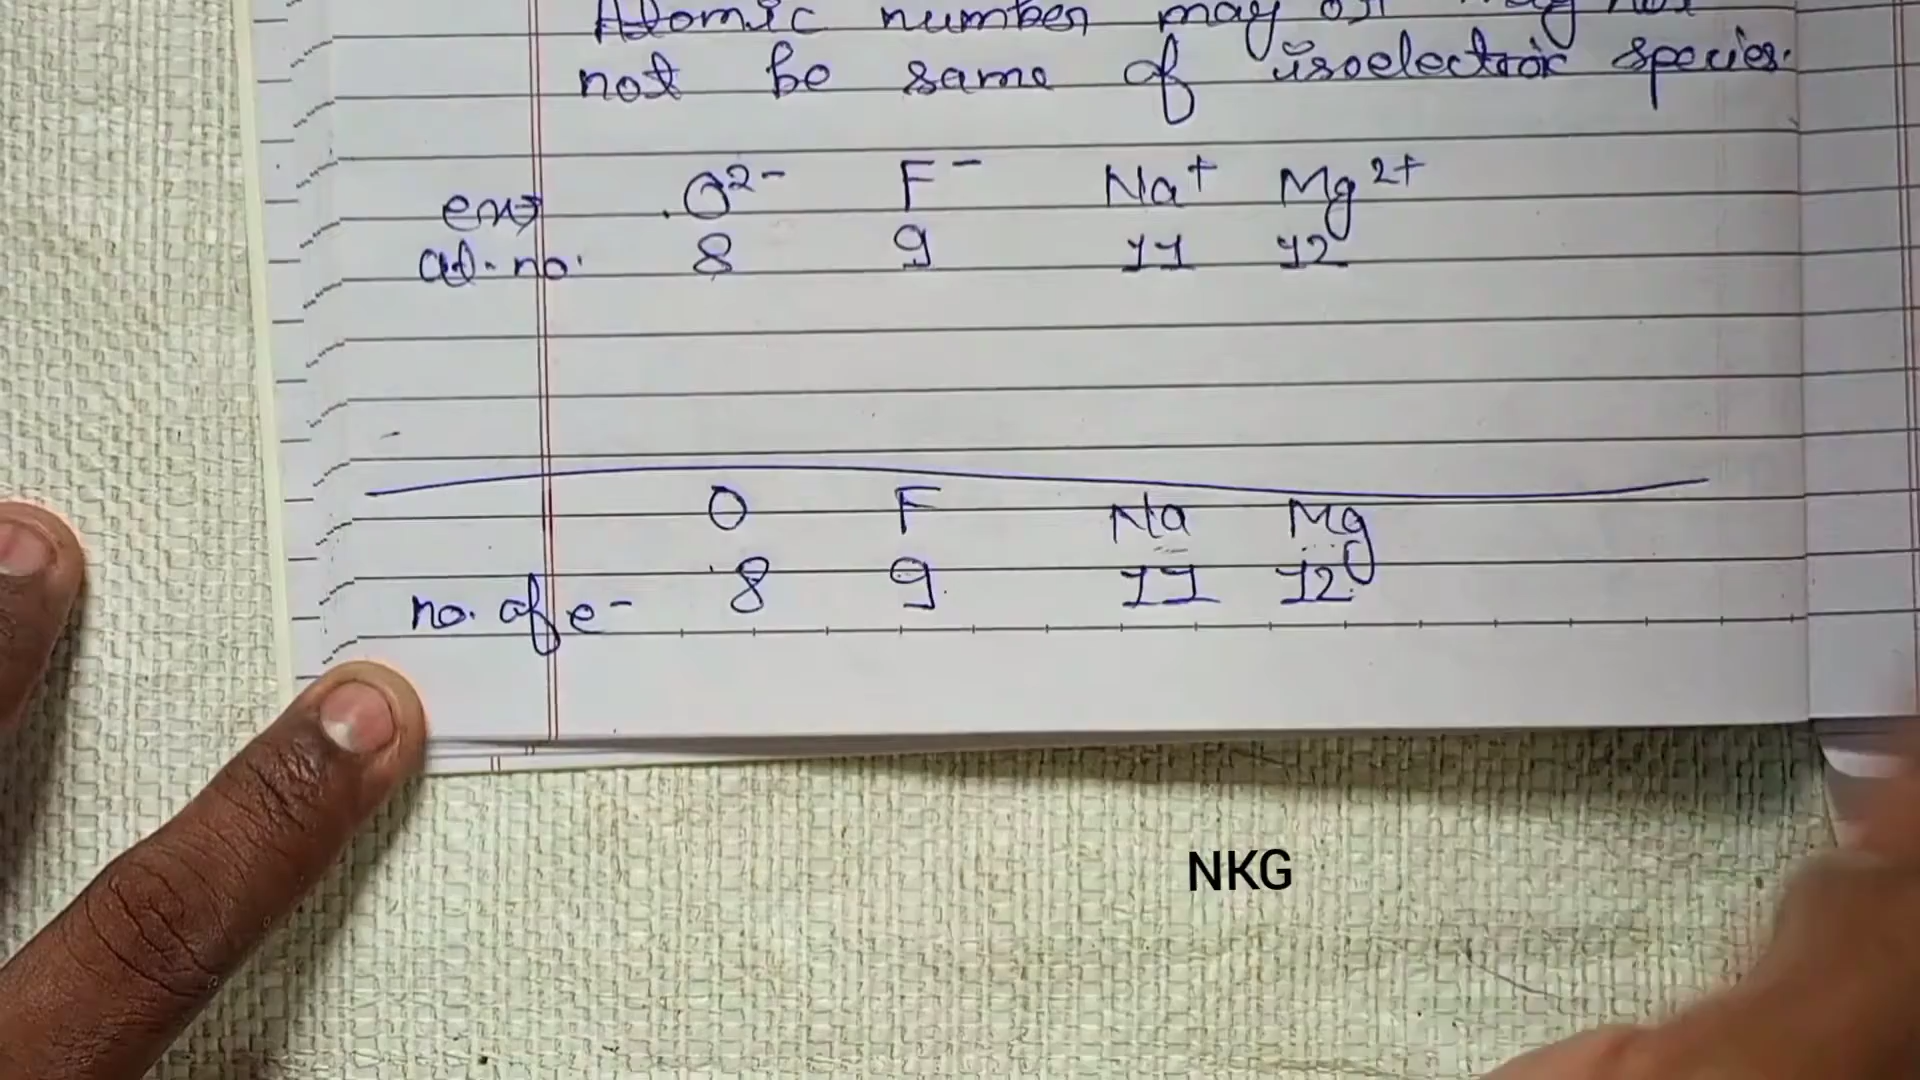 Atomic number may or may not
not be same of isoelectroic species.
ex→ O2- F- Na+ Mg2+
at. no. 8 9 11 12
O F Na Mg
no. of e- 8 9 11 12
NKG